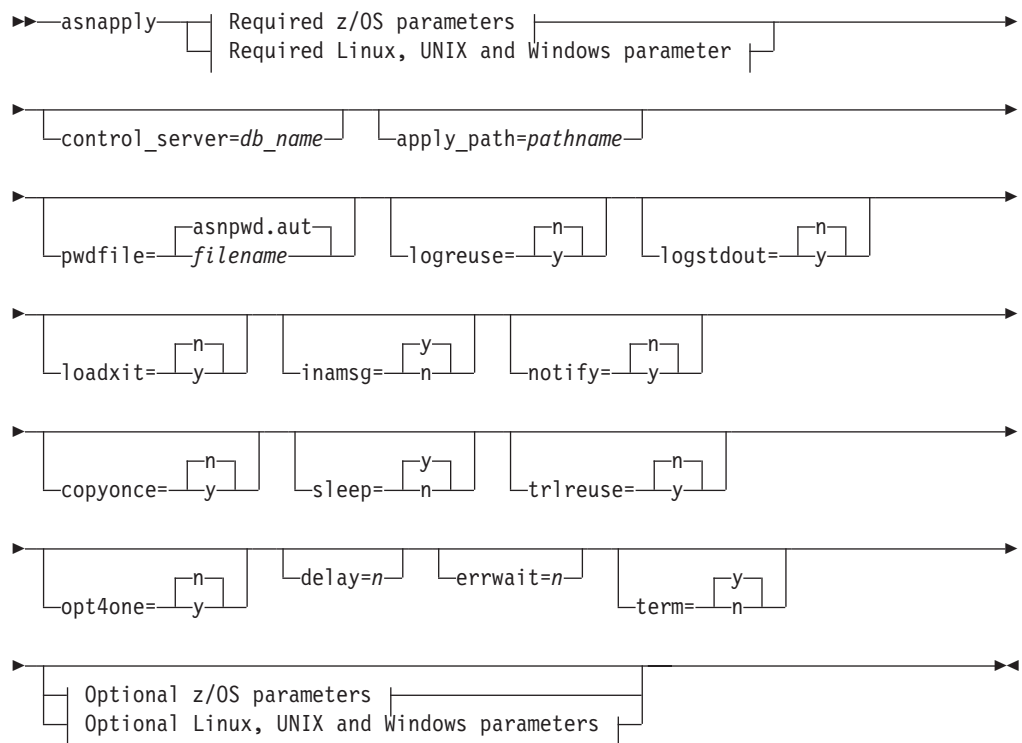 asnapply Required z/OS parameters
Required Linux, UNIX and Windows parameter
control_server=db_name apply_path=pathname
asnpwd.aut n n
pwdfile= filename logreuse= y logstdout= y
n y n
loadxit= y inamsg= n notify= y
n y n
copyonce= y sleep= n trlreuse= y
n delay=n errwait=n y
opt4one= y term= n
Optional z/OS parameters
Optional Linux, UNIX and Windows parameters